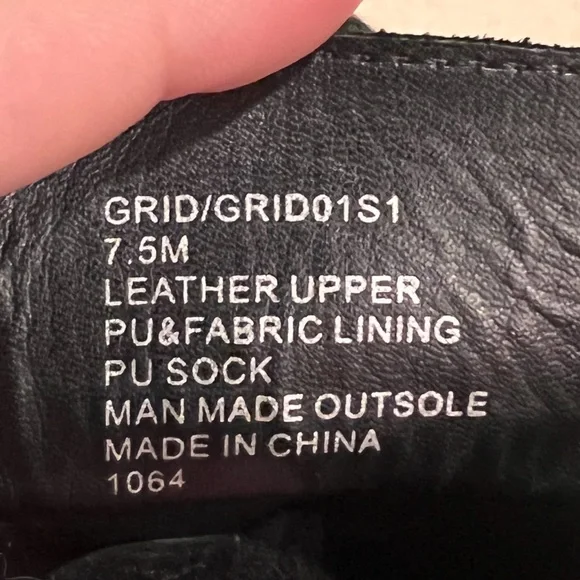 GRID/GRID01S1
7.5M
LEATHER UPPER
PU&FABRIC LINING
PU SOCK
MAN MADE OUTSOLE
MADE IN CHINA
1064